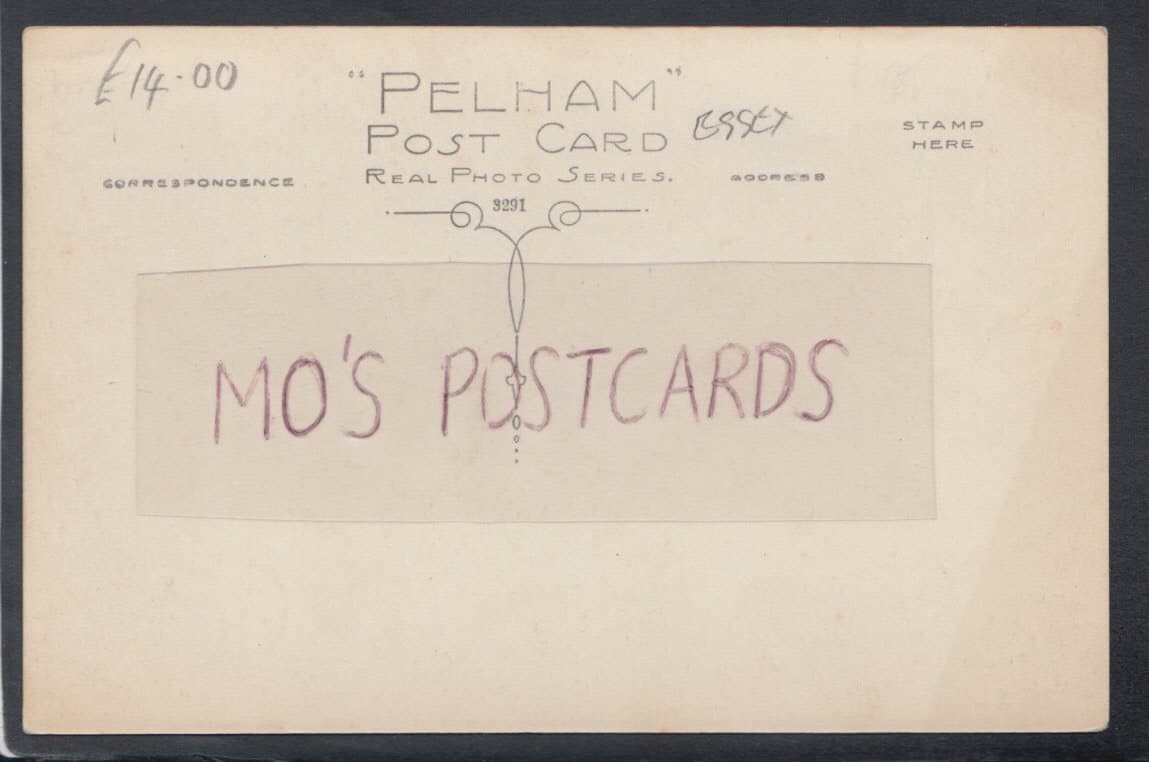 £14.00
"PELHAM"
POST CARD
ESSEX
STAMP
HERE
CORRESPONDENCE
REAL PHOTO SERIES.
ADDRESS
3291
MO'S POSTCARDS